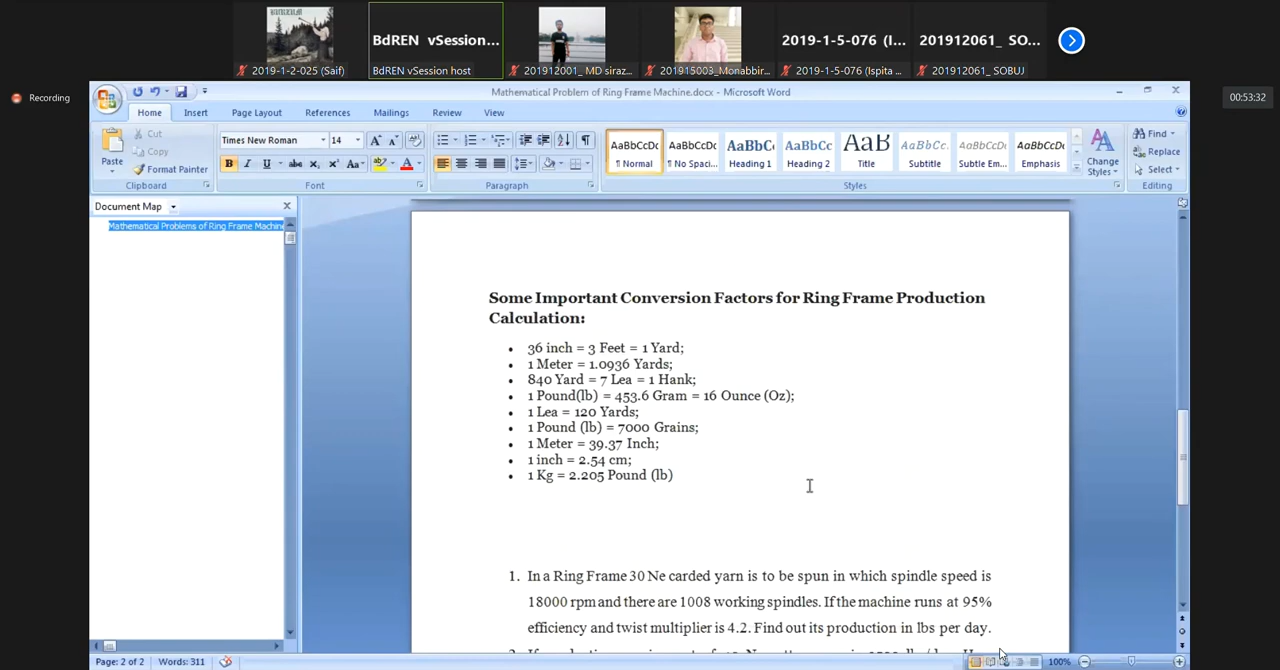 BdREN vSession...
2019-1-5-076 (I...
201912061_ SO...
2019-1-2-025 (Saif)
BdREN vSession host
201912001_ MD siraz...
201915003_Monabbir...
2019-1-5-076 (Ispita ...
201912061_ SOBUJ
Recording
00:53:32
Mathematical Problem of Ring Frame Machine.docx - Microsoft Word
Home
Insert
Page Layout
References
Mailings
Review
View
Paste
Cut
Copy
Format Painter
Clipboard
Times New Roman
14
Font
Paragraph
AaBbCcDc
¶ Normal
AaBbCcDc
¶ No Spaci...
AaBbC
Heading 1
AaBbCc
Heading 2
AaB
Title
AaBbCc.
Subtitle
AaBbCcDc
Subtle Em...
AaBbCcDc
Emphasis
Change
Styles
Styles
Find
Replace
Select
Editing
Document Map
Mathematical Problems of Ring Frame Machine
Some Important Conversion Factors for Ring Frame Production
Calculation:
• 36 inch = 3 Feet = 1 Yard;
• 1 Meter = 1.0936 Yards;
• 840 Yard = 7 Lea = 1 Hank;
• 1 Pound(lb) = 453.6 Gram = 16 Ounce (Oz);
• 1 Lea = 120 Yards;
• 1 Pound (lb) = 7000 Grains;
• 1 Meter = 39.37 Inch;
• 1 inch = 2.54 cm;
• 1 Kg = 2.205 Pound (lb)
1. In a Ring Frame 30 Ne carded yarn is to be spun in which spindle speed is
18000 rpm and there are 1008 working spindles. If the machine runs at 95%
efficiency and twist multiplier is 4.2. Find out its production in lbs per day.
Page: 2 of 2
Words: 311
100%